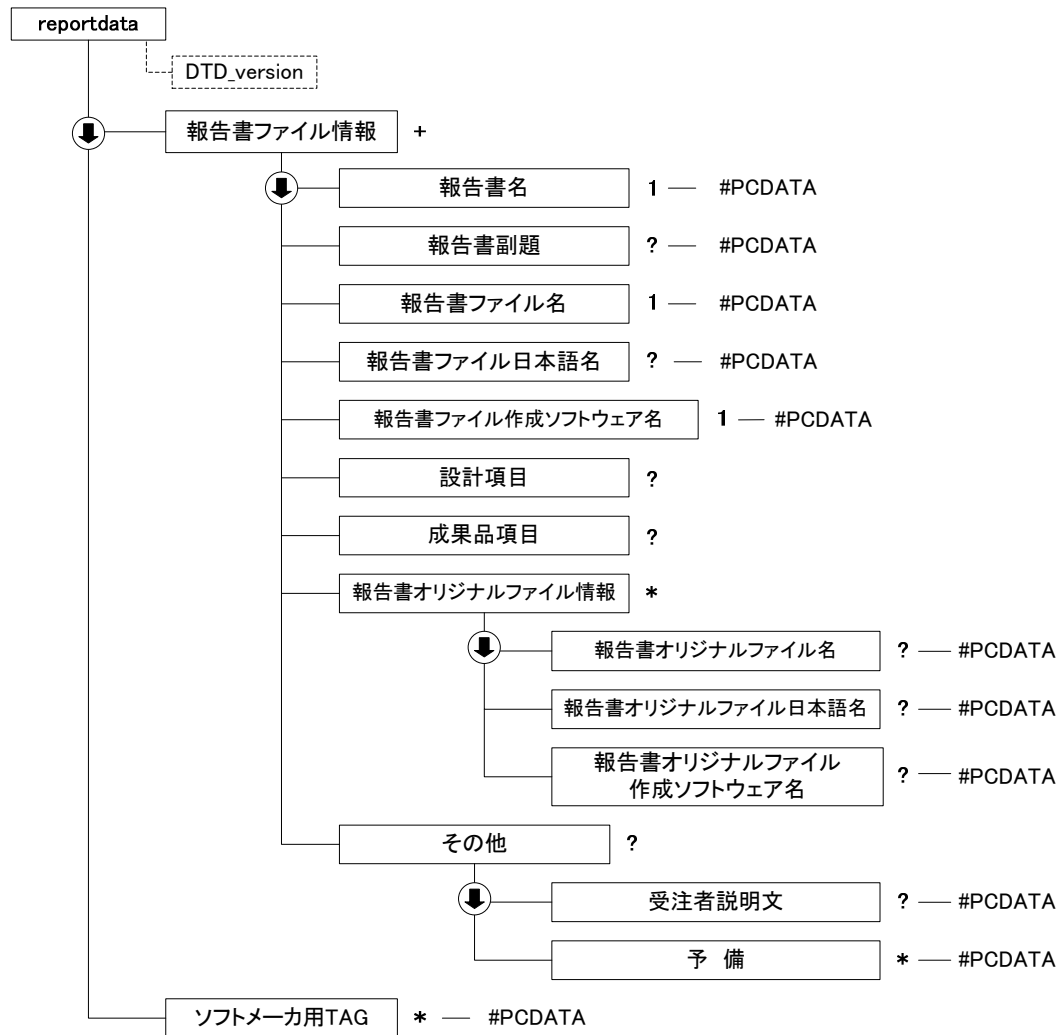 reportdata
DTD_version
報告書ファイル情報 +
報告書名 1 — #PCDATA
報告書副題 ? — #PCDATA
報告書ファイル名 1 — #PCDATA
報告書ファイル日本語名 ? — #PCDATA
報告書ファイル作成ソフトウェア名 1 — #PCDATA
設計項目 ?
成果品項目 ?
報告書オリジナルファイル情報 *
報告書オリジナルファイル名 ? — #PCDATA
報告書オリジナルファイル日本語名 ? — #PCDATA
報告書オリジナルファイル
作成ソフトウェア名 ? — #PCDATA
その他 ?
受注者説明文 ? — #PCDATA
予 備 * — #PCDATA
ソフトメーカ用TAG * — #PCDATA